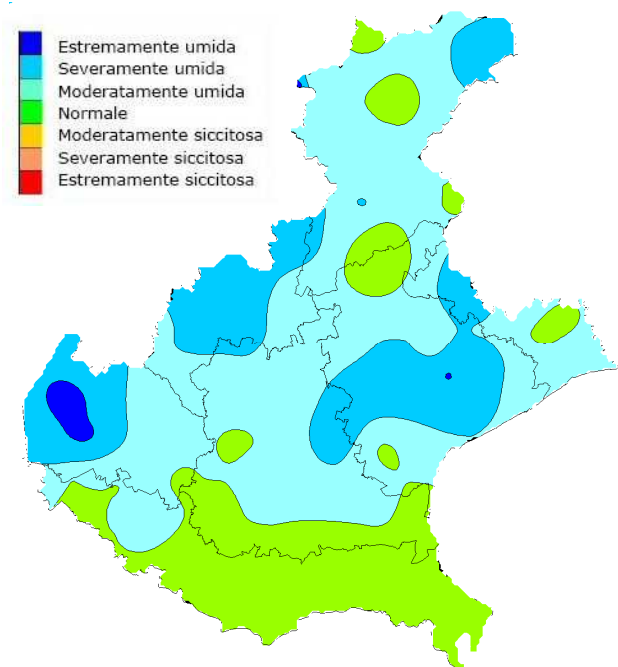 Estremamente umida
Severamente umida
Moderatamente umida
Normale
Moderatamente siccitosa
Severamente siccitosa
Estremamente siccitosa